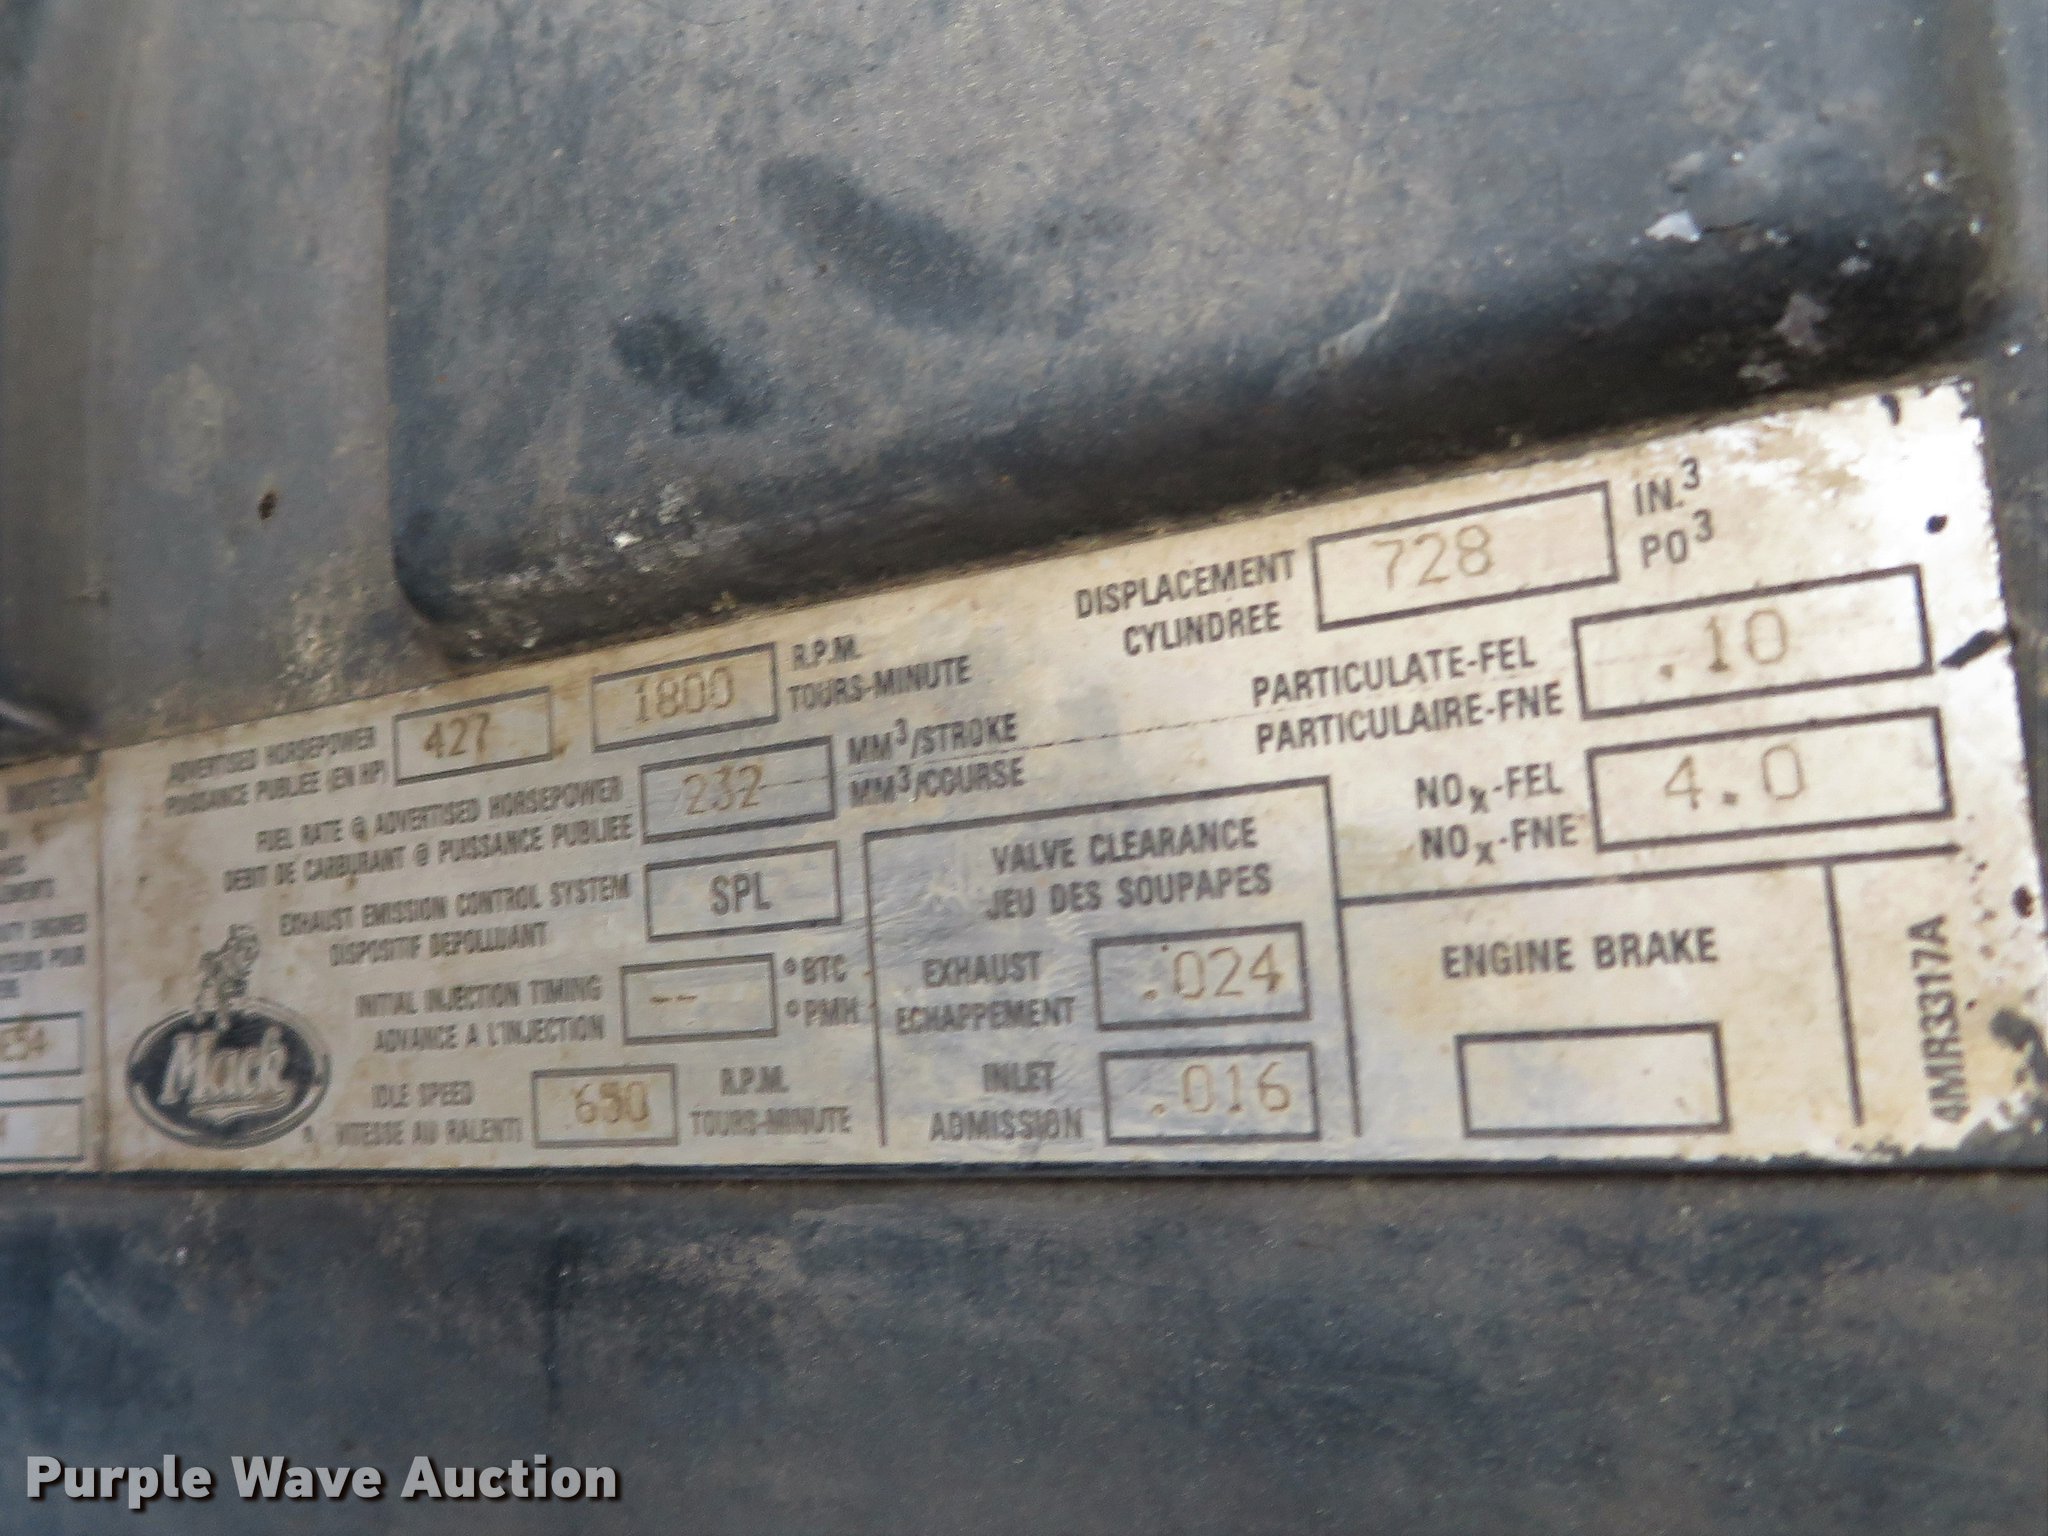 ADVERTISED HORSEPOWER 427 1800 R.P.M.
PUISSANCE PUBLIÉE (EN HP) TOURS-MINUTE
FUEL RATE @ ADVERTISED HORSEPOWER 232 MM³/STROKE
DEBIT DE CARBURANT @ PUISSANCE PUBLIEE MM³/COURSE
EXHAUST EMISSION CONTROL SYSTEM SPL
DISPOSITIF DEPOLLUANT
INITIAL INJECTION TIMING -- °BTC
ADVANCE A L'INJECTION °PMH
IDLE SPEED 650 R.P.M.
VITESSE AU RALENTI TOURS-MINUTE
Mack
DISPLACEMENT 728 IN.³
CYLINDREE PO³
PARTICULATE-FEL .10
PARTICULAIRE-FNE
NOx-FEL 4.0
NOx-FNE
VALVE CLEARANCE
JEU DES SOUPAPES
EXHAUST .024
ECHAPPEMENT
INLET .016
ADMISSION
ENGINE BRAKE
4MR3317A
Purple Wave Auction